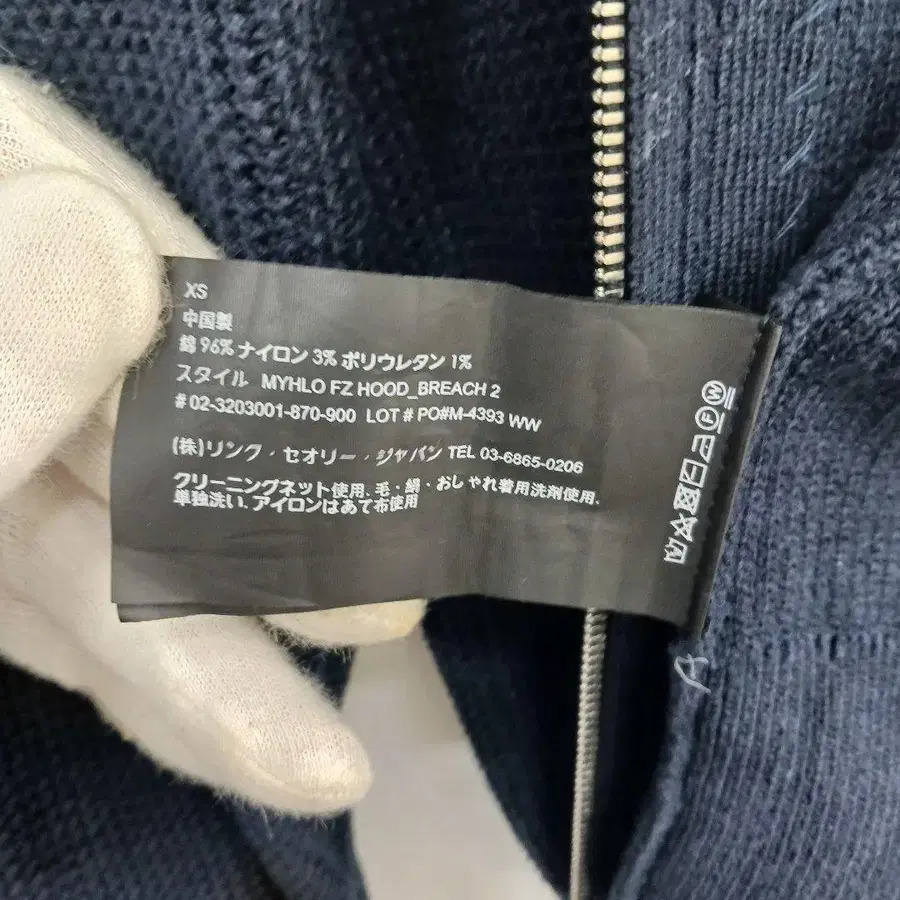 XS
中国製
綿 96% ナイロン 3% ポリウレタン 1%
スタイル MYHLO FZ HOOD_BREACH 2
# 02-3203001-870-900 LOT # PO#M-4393 WW
(株)リンク・セオリー・ジャパン TEL 03-6865-0206
クリーニングネット使用、毛・絹・おしゃれ着用洗剤使用、
単独洗い、アイロンはあて布使用
F
W